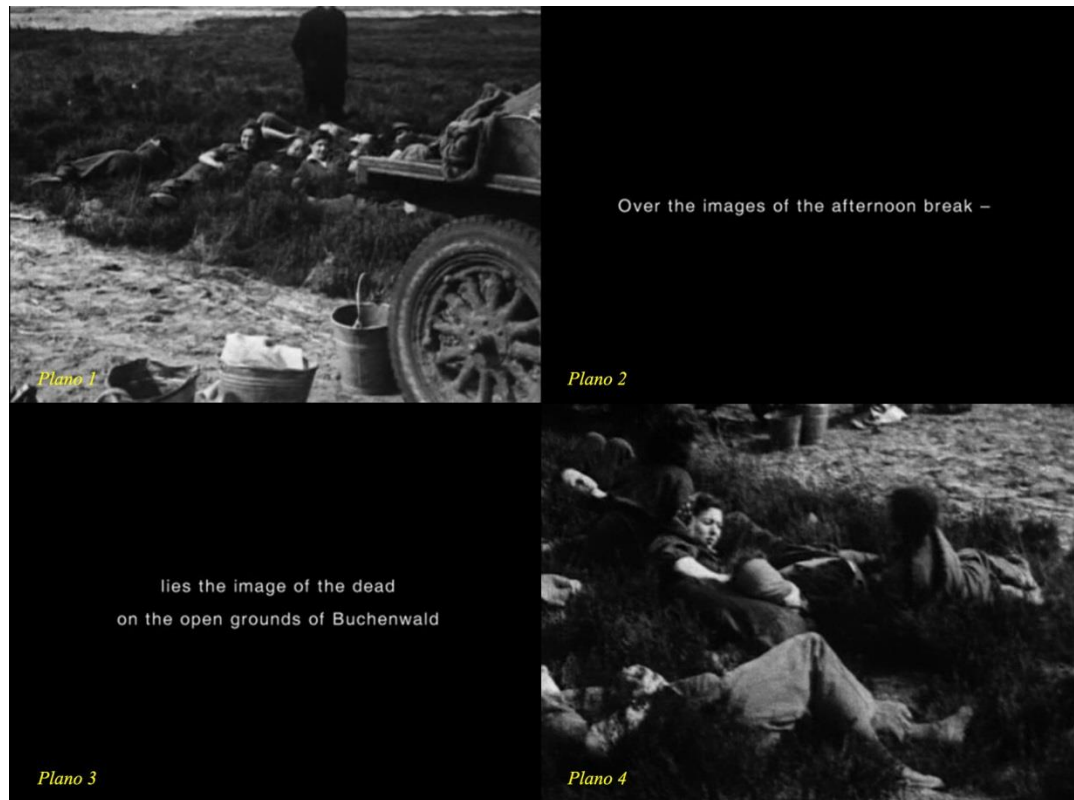 Plano 1
Over the images of the afternoon break –
Plano 2
lies the image of the dead
on the open grounds of Buchenwald
Plano 3
Plano 4